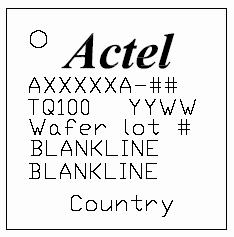 Actel
AXXXXXA-##
TQ100 YYWW
Wafer lot #
BLANKLINE
BLANKLINE
Country